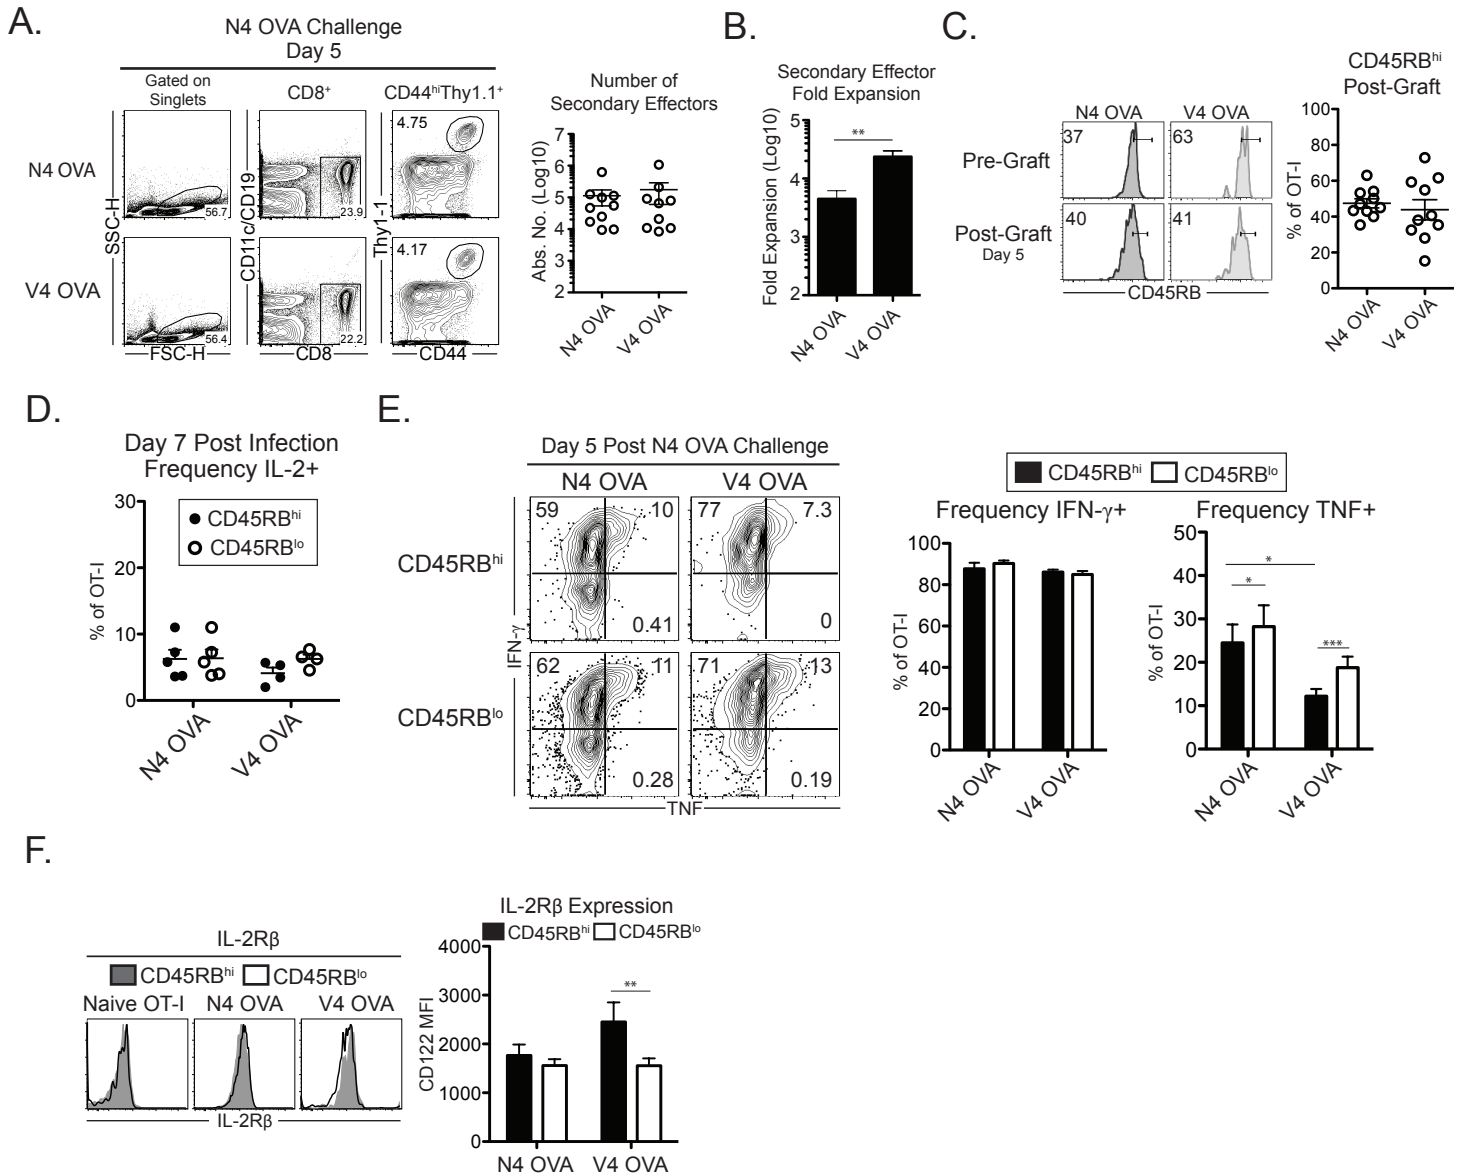 A.
N4 OVA Challenge
Day 5
Gated on
Singlets
CD8⁺
CD44ʰⁱThy1.1⁺
N4 OVA
V4 OVA
SSC-H
FSC-H
56.7
56.4
CD11c/CD19
CD8
23.9
22.2
Thy1-1
CD44
4.75
4.17
Number of
Secondary Effectors
Abs. No. (Log10)
7
6
5
4
3
2
N4 OVA
V4 OVA
B.
Secondary Effector
Fold Expansion
Fold Expansion (Log10)
5
4
3
2
**
N4 OVA
V4 OVA
C.
N4 OVA
V4 OVA
Pre-Graft
37
63
Post-Graft
Day 5
40
41
CD45RB
CD45RBʰⁱ
Post-Graft
% of OT-I
100
80
60
40
20
0
N4 OVA
V4 OVA
D.
Day 7 Post Infection
Frequency IL-2+
CD45RBʰⁱ
CD45RBˡᵒ
% of OT-I
30
20
10
0
N4 OVA
V4 OVA
E.
Day 5 Post N4 OVA Challenge
N4 OVA
V4 OVA
CD45RBʰⁱ
59
10
0.41
77
7.3
0
CD45RBˡᵒ
62
11
0.28
71
13
0.19
IFN-γ
TNF
CD45RBʰⁱ
CD45RBˡᵒ
Frequency IFN-γ+
% of OT-I
100
80
60
40
20
0
N4 OVA
V4 OVA
Frequency TNF+
% of OT-I
50
40
30
20
10
0
*
*
***
N4 OVA
V4 OVA
F.
IL-2Rβ
CD45RBʰⁱ
CD45RBˡᵒ
Naive OT-I
N4 OVA
V4 OVA
IL-2Rβ
IL-2Rβ Expression
CD45RBʰⁱ
CD45RBˡᵒ
CD122 MFI
4000
3000
2000
1000
0
**
N4 OVA
V4 OVA